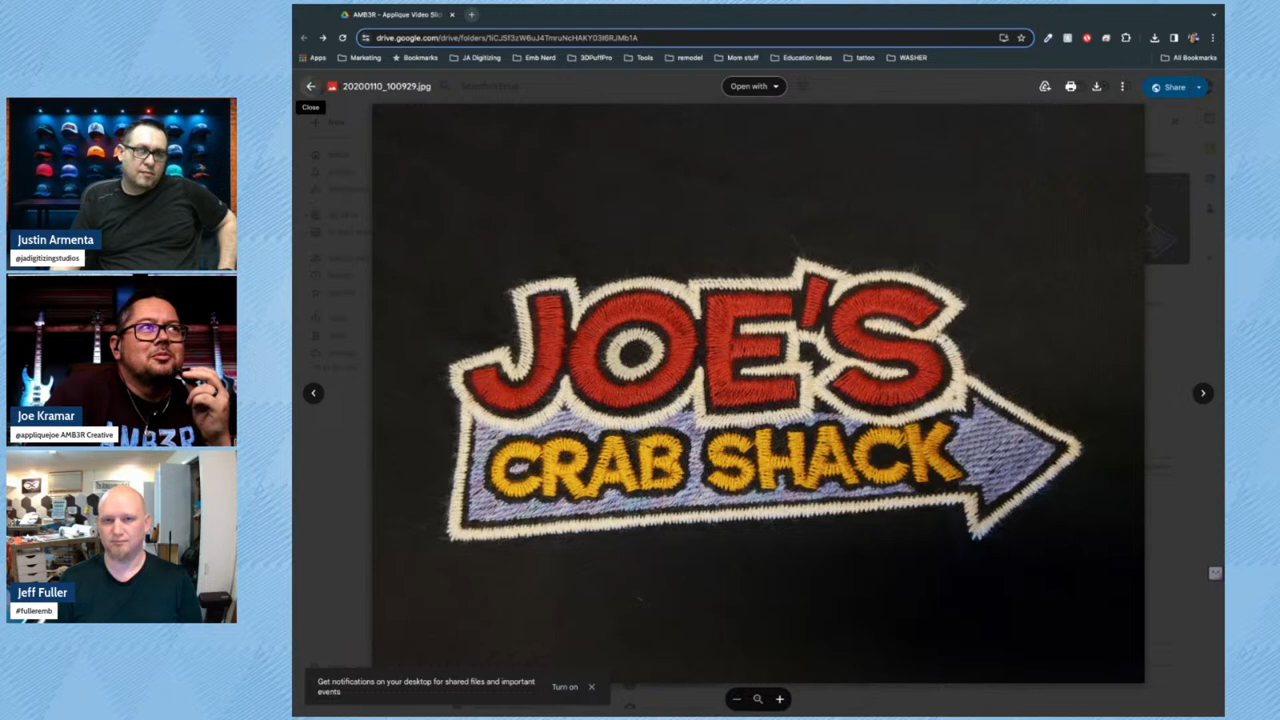 AMB3R - Applique Video Slid
drive.google.com/drive/folders/1iCJSf3zW6uJ4TmruNcHAKY03I6RJMb1A
Apps
Marketing
Bookmarks
JA Digitizing
Emb Nerd
3DPuffPro
Tools
remodel
Mom stuff
Education Ideas
tattoo
WASHER
All Bookmarks
20200110_100929.jpg
Open with
Share
Close
Justin Armenta
@jadigitizingstudios
Joe Kramar
@appliquejoe AMB3R Creative
AMB3R
Jeff Fuller
#fulleremb
JOE'S
CRAB SHACK
Get notifications on your desktop for shared files and important
events
Turn on